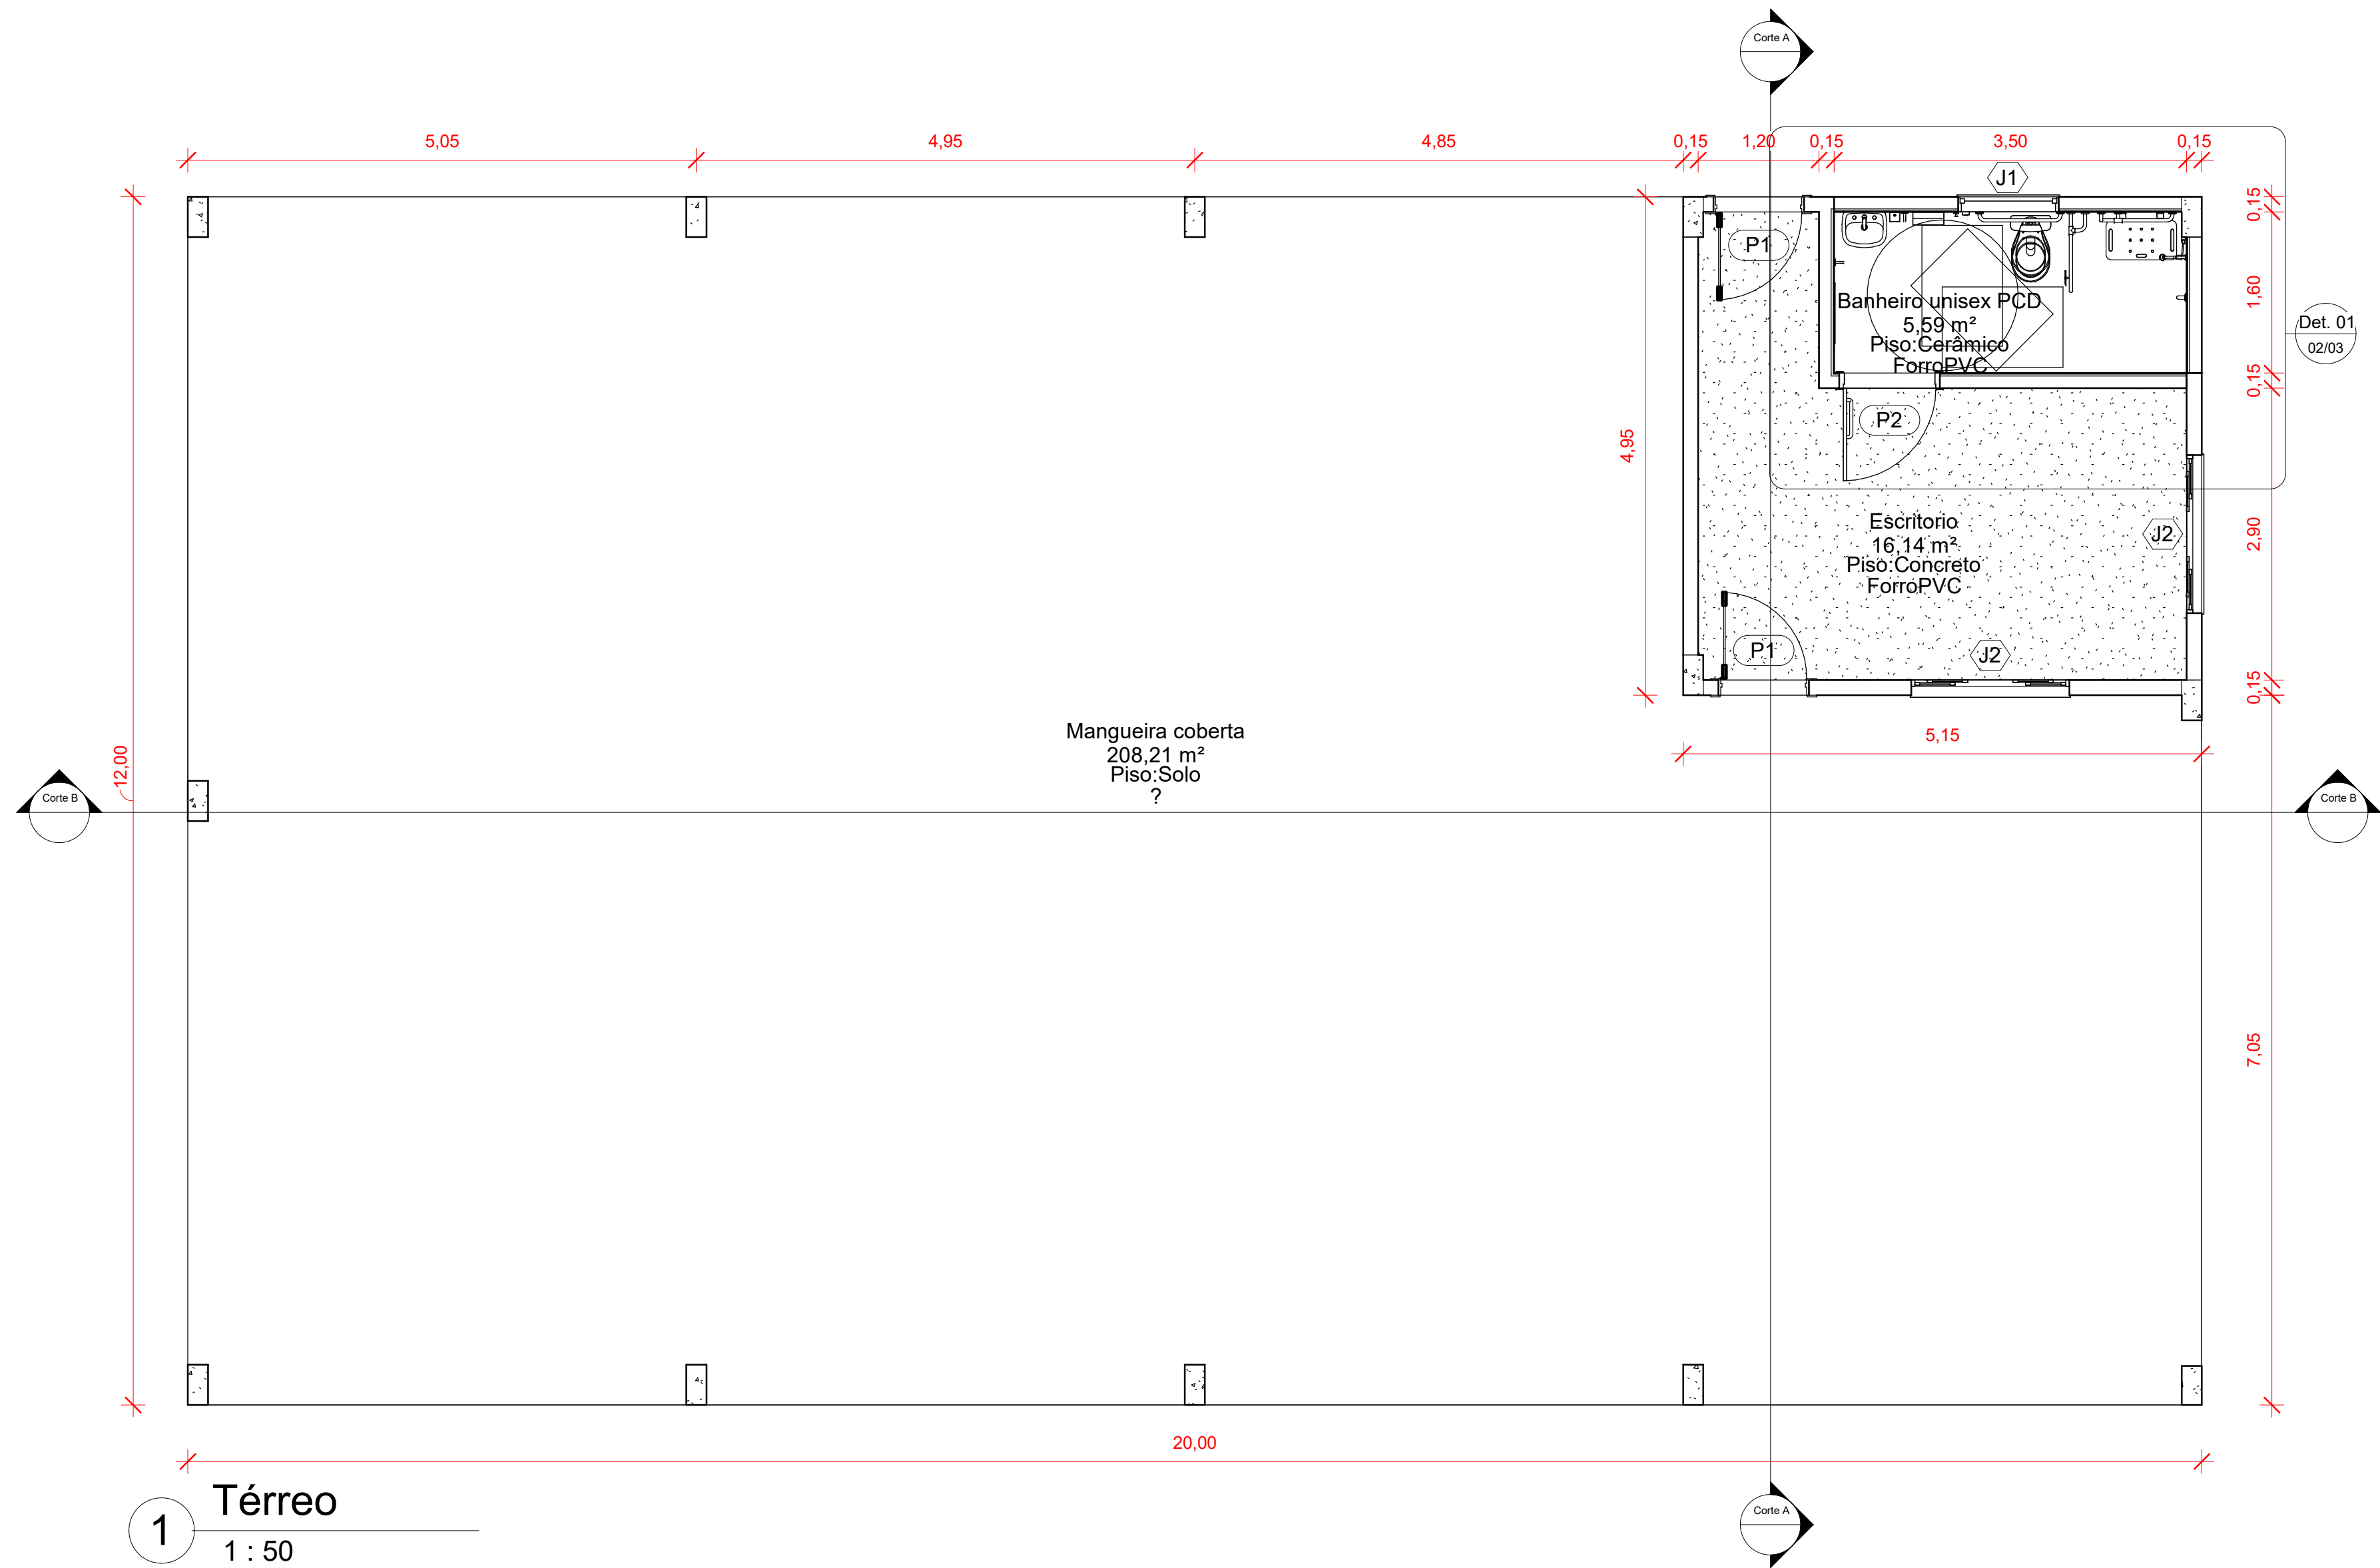 Corte A
5,05
4,95
4,85
0,15
1,20
0,15
3,50
0,15
J1
0,15
P1
1,60
Banheiro unisex PCD
5,59 m²
Piso:Cerâmico
ForroPVC
Det. 01
02/03
0,15
P2
4,95
Escritorio
16,14 m²
Piso:Concreto
ForroPVC
J2
2,90
P1
J2
0,15
5,15
Mangueira coberta
208,21 m²
Piso:Solo
?
12,00
Corte B
Corte B
7,05
20,00
Térreo
1
1 : 50
Corte A